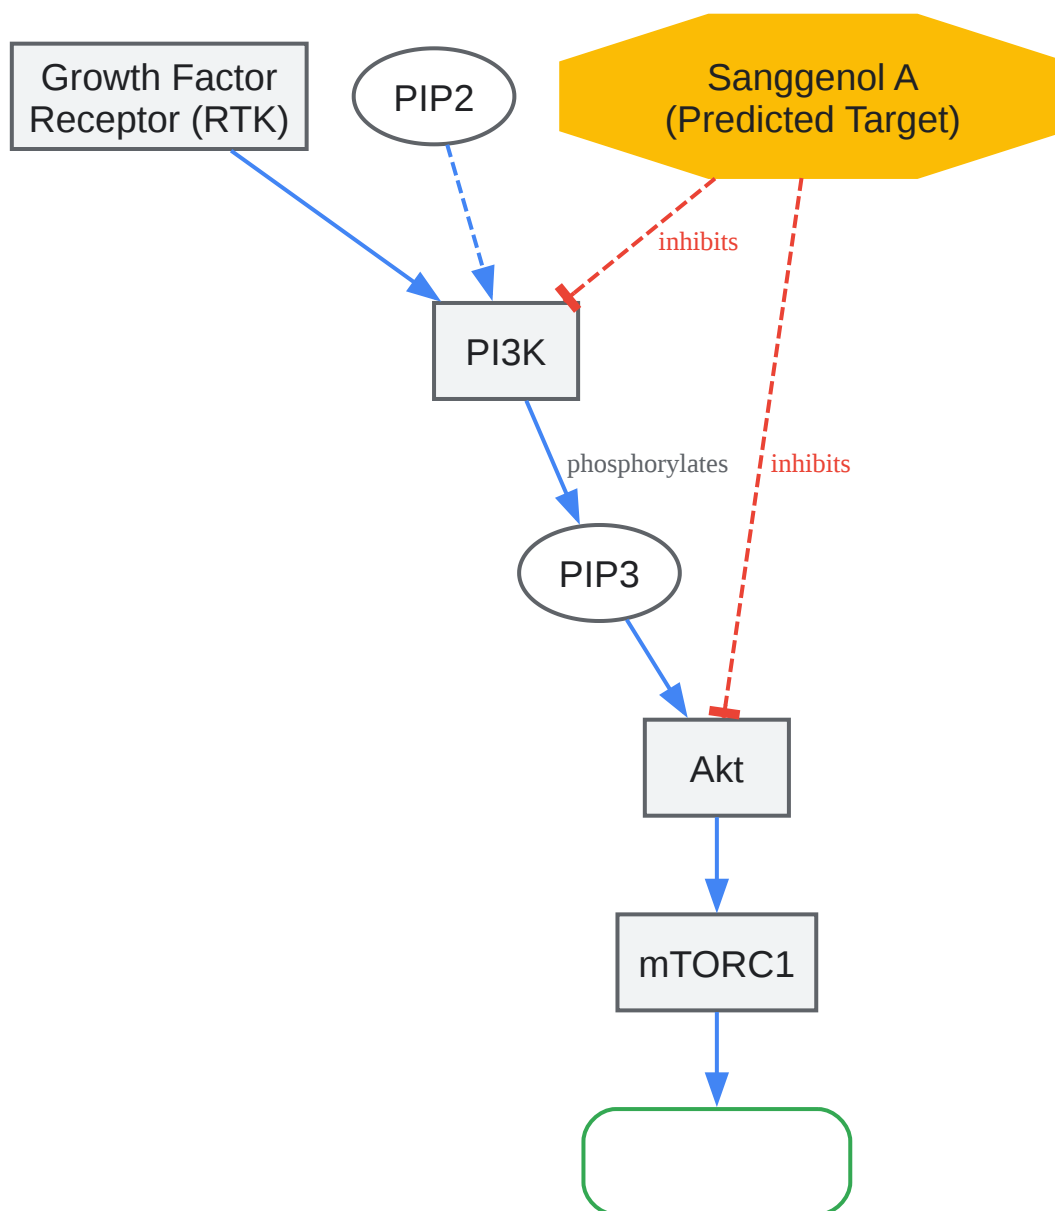 Growth Factor
Receptor (RTK)
PIP2
Sanggenol A
(Predicted Target)
inhibits
PI3K
phosphorylates
inhibits
PIP3
Akt
mTORC1